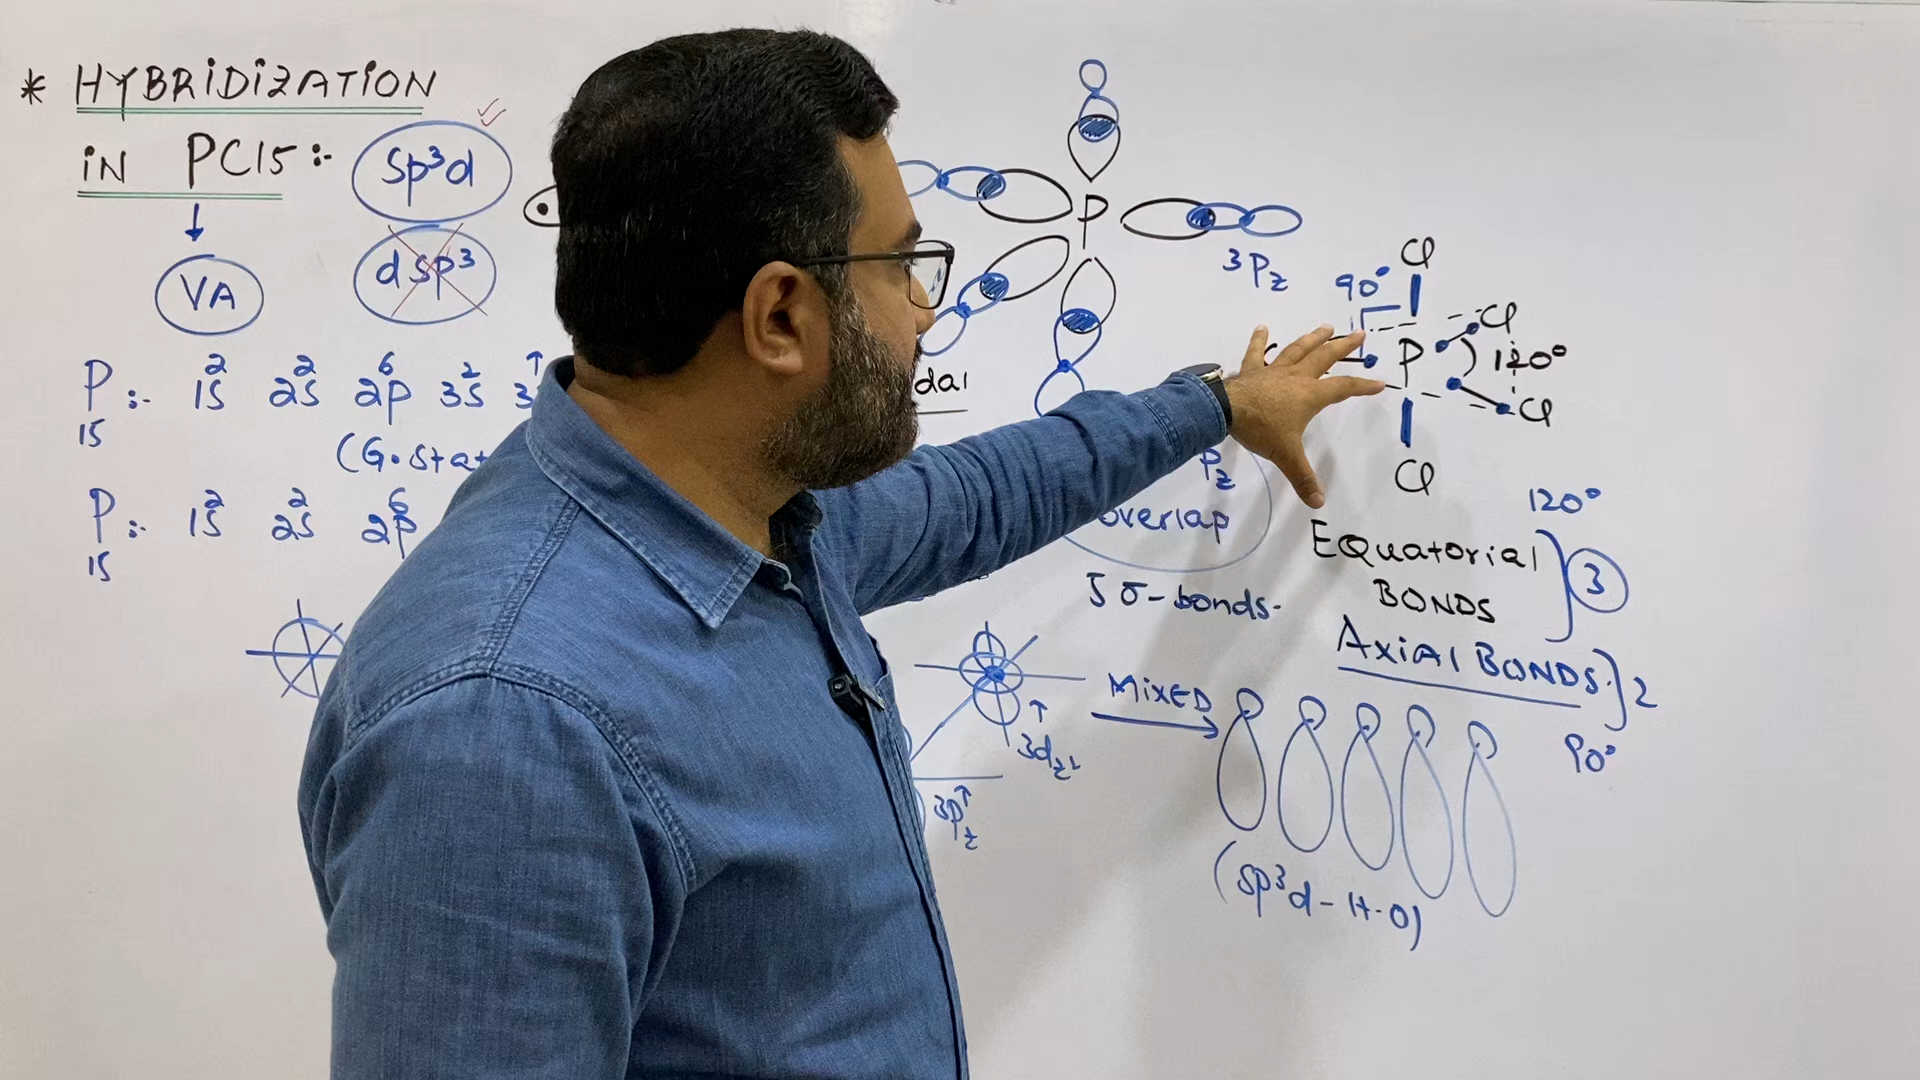 * HYBRIDIZATION
IN PCl5 :- sp³d
dsp³
VA
P :- 1s² 2s² 2p⁶ 3s²
15
(G.stat
P :- 1s² 2s² 2p⁶
15
P
3Pz
dal
Pz
overlap
5 σ-bonds.
Cl
90°
Cl
P
120°
Cl
Cl
120°
EQuatorial
BONDS
3
AxiAl BONDS.
2
90°
3dz²
3pz
MIXED
(sp³d-H.O)